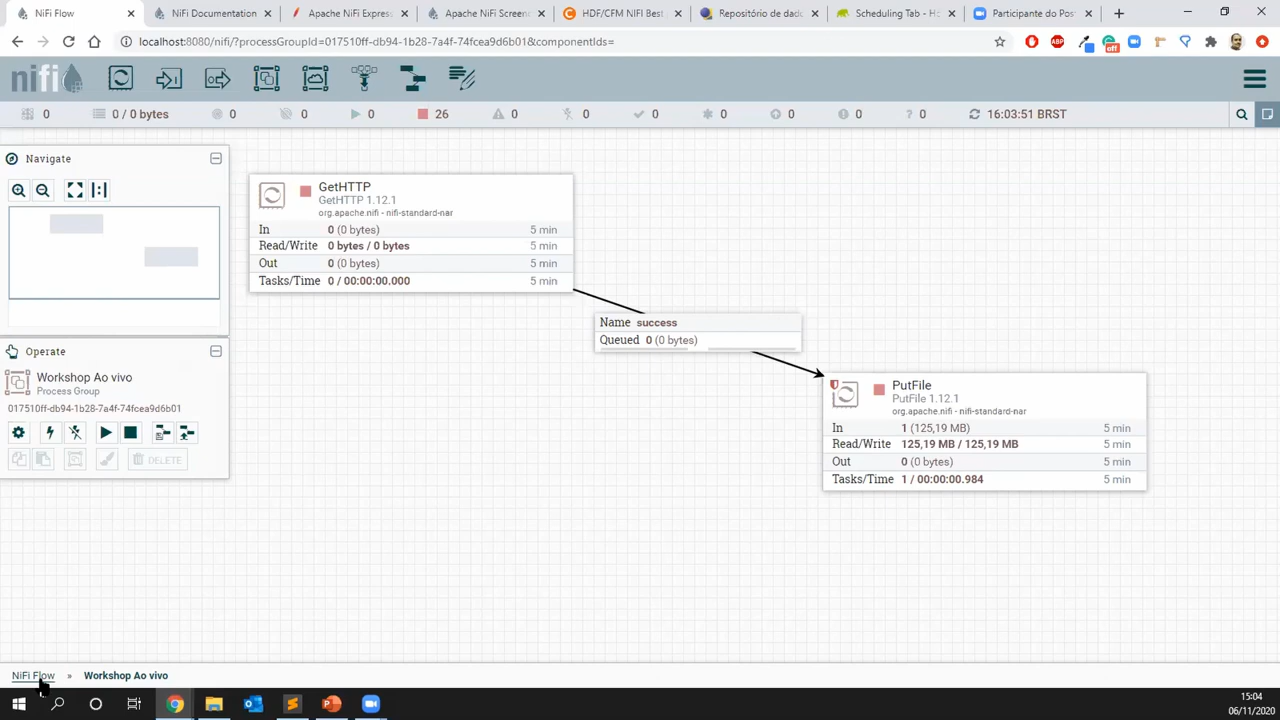 NiFi Flow
NiFi Documentation
Apache NiFi Expres
Apache NiFi Screen
HDF/CFM NIFI Best
Repositório de dado
Scheduling Tab - H
Participante do Pos
localhost:8080/nifi/?processGroupId=017510ff-db94-1b28-7a4f-74fcea9d6b01&componentIds=
ABP
off
nifi
0
0 / 0 bytes
0
0
0
26
0
0
0
0
0
0
0
16:03:51 BRST
Navigate
Operate
Workshop Ao vivo
Process Group
017510ff-db94-1b28-7a4f-74fcea9d6b01
DELETE
GetHTTP
GetHTTP 1.12.1
org.apache.nifi - nifi-standard-nar
In 0 (0 bytes) 5 min
Read/Write 0 bytes / 0 bytes 5 min
Out 0 (0 bytes) 5 min
Tasks/Time 0 / 00:00:00.000 5 min
Name success
Queued 0 (0 bytes)
PutFile
PutFile 1.12.1
org.apache.nifi - nifi-standard-nar
In 1 (125,19 MB) 5 min
Read/Write 125,19 MB / 125,19 MB 5 min
Out 0 (0 bytes) 5 min
Tasks/Time 1 / 00:00:00.984 5 min
NiFi Flow » Workshop Ao vivo
15:04
06/11/2020